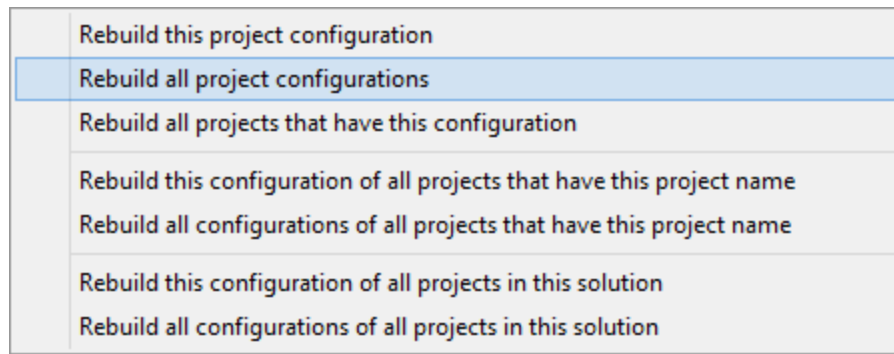 Rebuild this project configuration
Rebuild all project configurations
Rebuild all projects that have this configuration
Rebuild this configuration of all projects that have this project name
Rebuild all configurations of all projects that have this project name
Rebuild this configuration of all projects in this solution
Rebuild all configurations of all projects in this solution